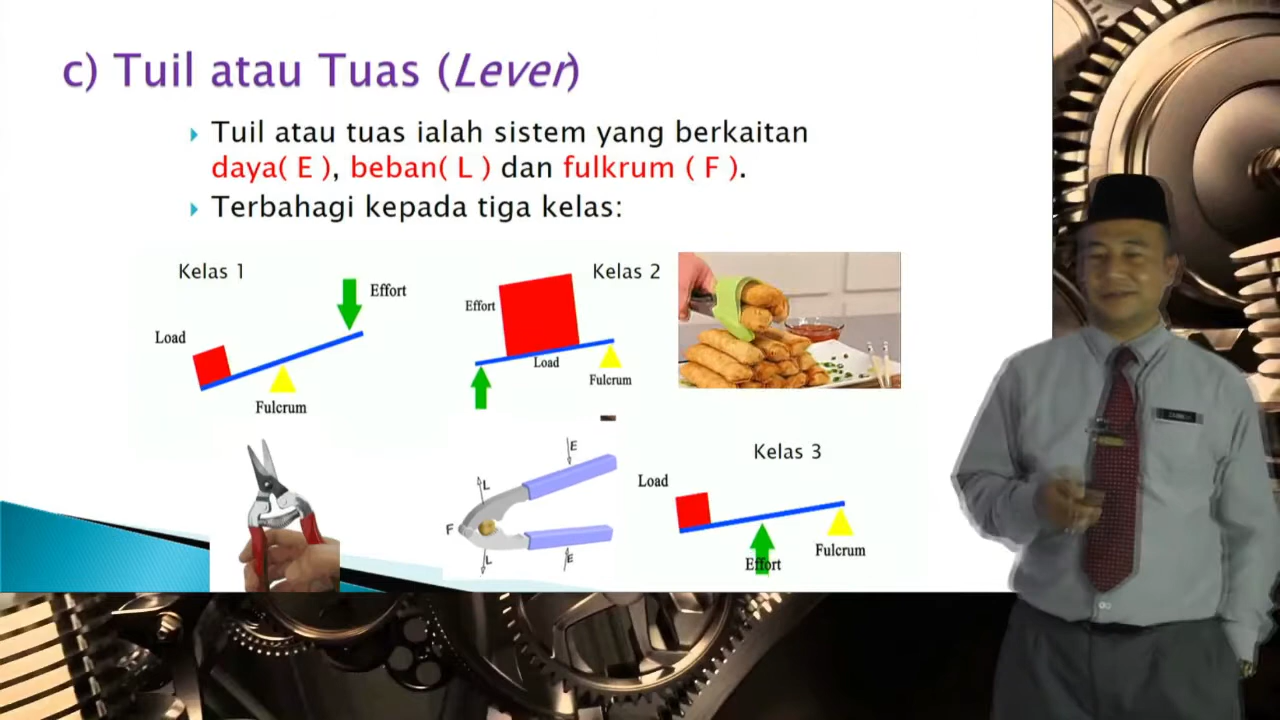 c) Tuil atau Tuas (Lever)
Tuil atau tuas ialah sistem yang berkaitan
daya( E ), beban( L ) dan fulkrum ( F ).
Terbahagi kepada tiga kelas:
Kelas 1
Effort
Load
Fulcrum
Kelas 2
Effort
Load
Fulcrum
E
L
F
L
E
Kelas 3
Load
Effort
Fulcrum